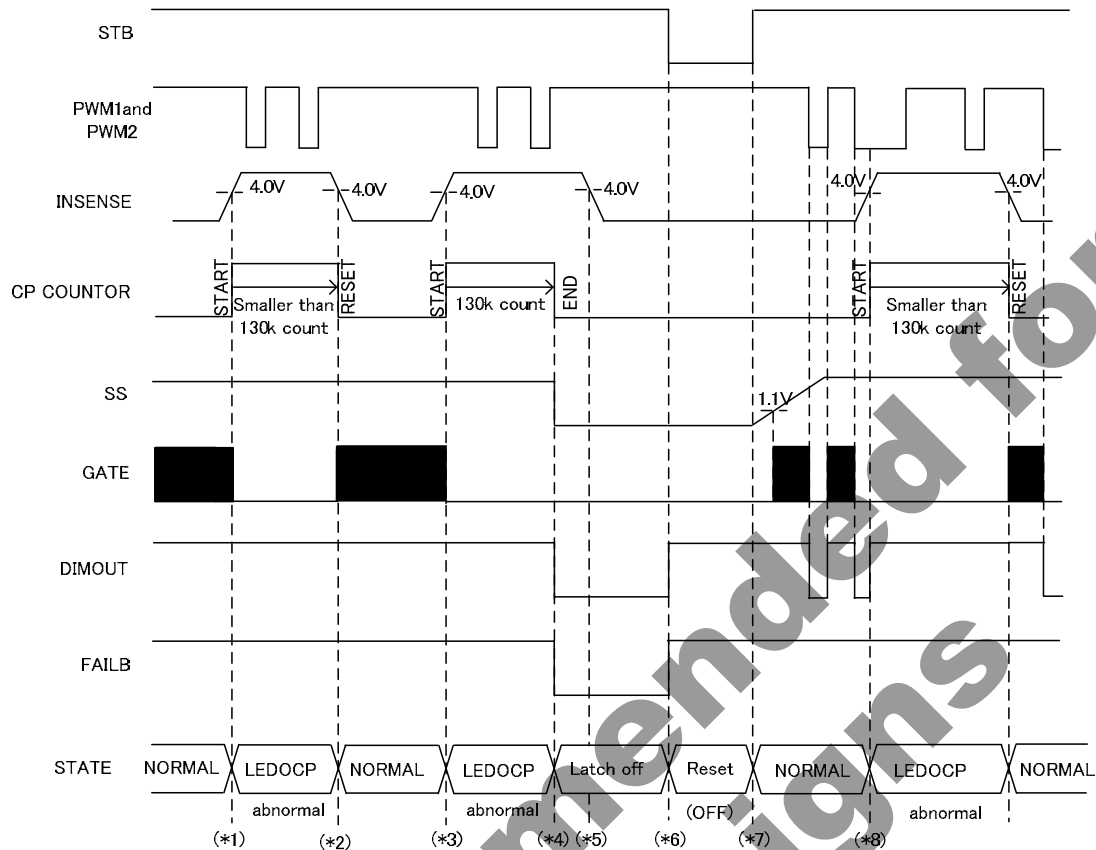 STB
PWM1and
PWM2
INSENSE
4.0V
4.0V
4.0V
4.0V
4.0V
4.0V
CP COUNTOR
START
Smaller than
130k count
RESET
START
130k count
END
START
Smaller than
130k count
RESET
SS
1.1V
GATE
DIMOUT
FAILB
STATE
NORMAL
LEDOCP
NORMAL
LEDOCP
Latch off
Reset
NORMAL
LEDOCP
NORMAL
abnormal
abnormal
(OFF)
abnormal
(*1)
(*2)
(*3)
(*4)
(*5)
(*6)
(*7)
(*8)
mended for
igns